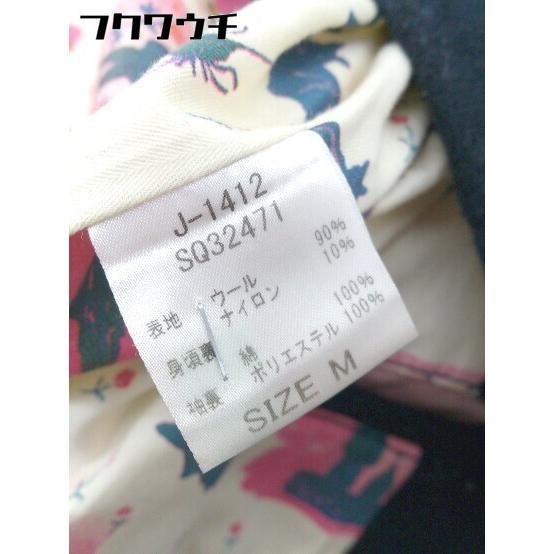 フクワウチ
J-1412
SQ32471
表地 ウール 90%
ナイロン 10%
身頃裏 綿 100%
袖裏 ポリエステル 100%
SIZE M